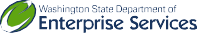 Washington State Department of
Enterprise Services